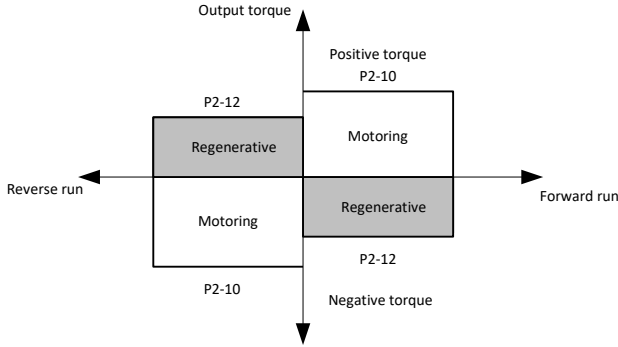 Output torque
Positive torque
P2-10
P2-12
Regenerative
Motoring
Reverse run
Forward run
Motoring
Regenerative
P2-12
P2-10
Negative torque